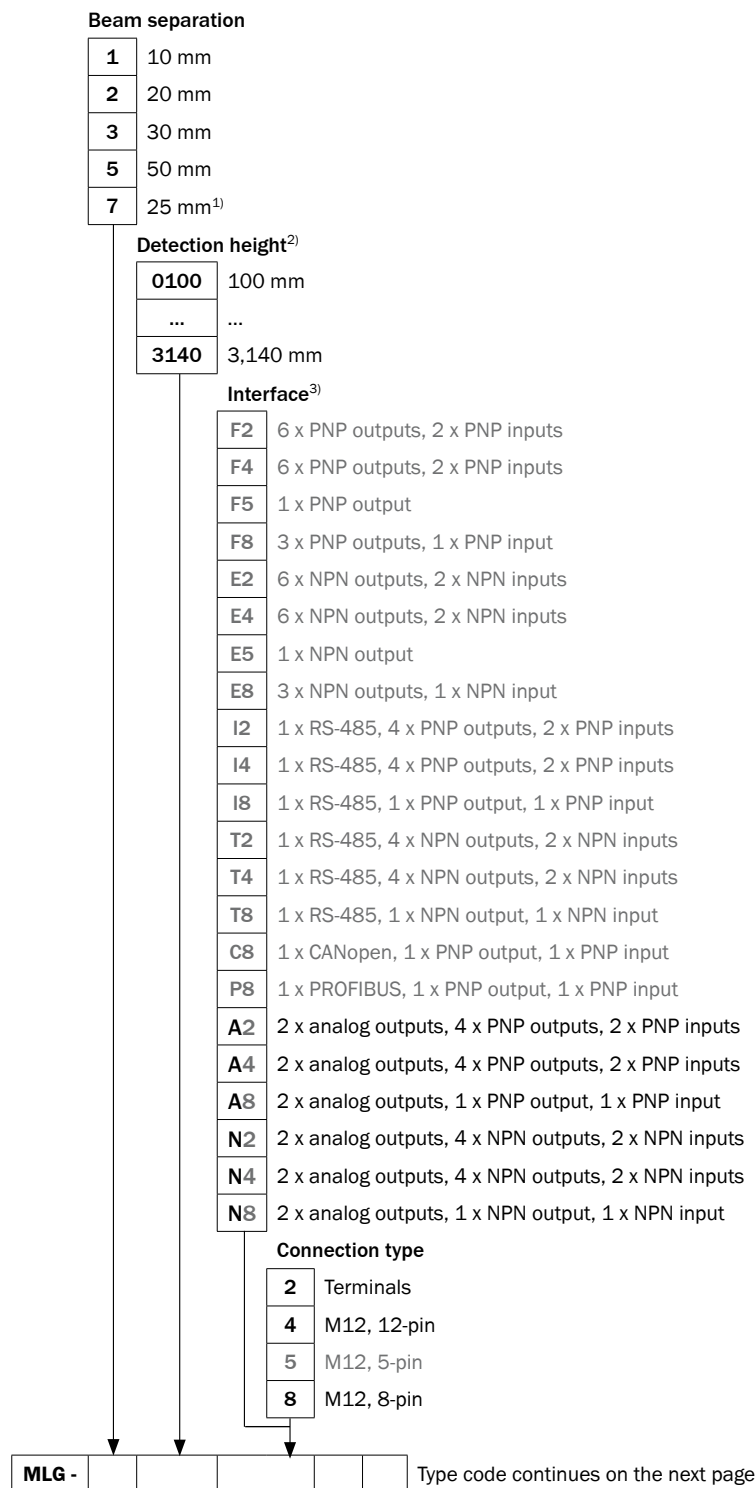 Beam separation
1 10 mm
2 20 mm
3 30 mm
5 50 mm
7 25 mm1)
Detection height2)
0100 100 mm
... ...
3140 3,140 mm
Interface3)
F2 6 x PNP outputs, 2 x PNP inputs
F4 6 x PNP outputs, 2 x PNP inputs
F5 1 x PNP output
F8 3 x PNP outputs, 1 x PNP input
E2 6 x NPN outputs, 2 x NPN inputs
E4 6 x NPN outputs, 2 x NPN inputs
E5 1 x NPN output
E8 3 x NPN outputs, 1 x NPN input
I2 1 x RS-485, 4 x PNP outputs, 2 x PNP inputs
I4 1 x RS-485, 4 x PNP outputs, 2 x PNP inputs
I8 1 x RS-485, 1 x PNP output, 1 x PNP input
T2 1 x RS-485, 4 x NPN outputs, 2 x NPN inputs
T4 1 x RS-485, 4 x NPN outputs, 2 x NPN inputs
T8 1 x RS-485, 1 x NPN output, 1 x NPN input
C8 1 x CANopen, 1 x PNP output, 1 x PNP input
P8 1 x PROFIBUS, 1 x PNP output, 1 x PNP input
A2 2 x analog outputs, 4 x PNP outputs, 2 x PNP inputs
A4 2 x analog outputs, 4 x PNP outputs, 2 x PNP inputs
A8 2 x analog outputs, 1 x PNP output, 1 x PNP input
N2 2 x analog outputs, 4 x NPN outputs, 2 x NPN inputs
N4 2 x analog outputs, 4 x NPN outputs, 2 x NPN inputs
N8 2 x analog outputs, 1 x NPN output, 1 x NPN input
Connection type
2 Terminals
4 M12, 12-pin
5 M12, 5-pin
8 M12, 8-pin
MLG - Type code continues on the next page